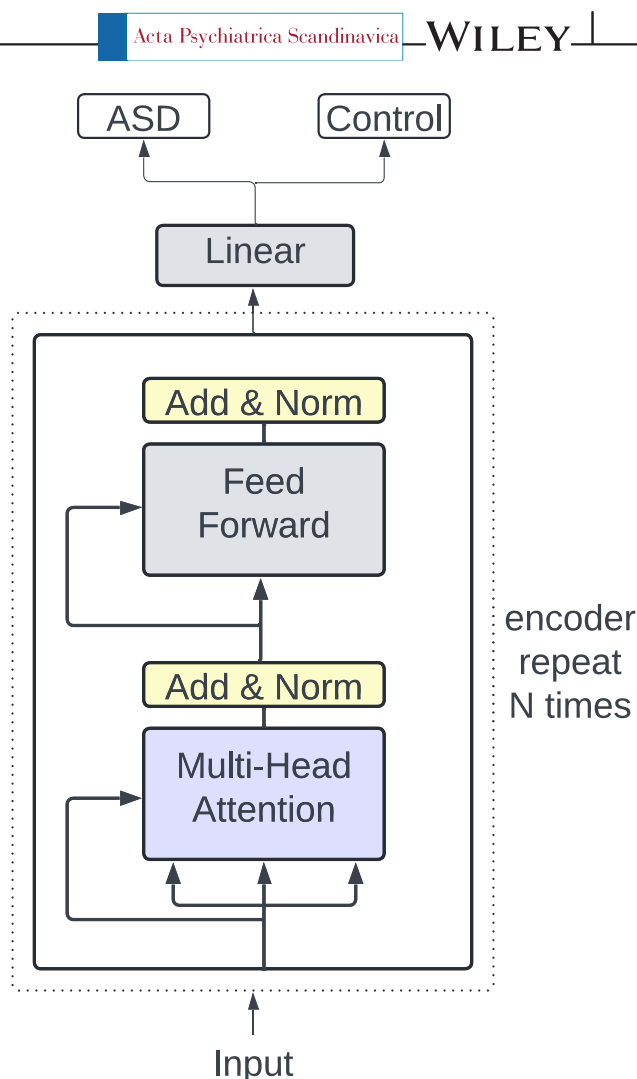 Acta Psychiatrica Scandinavica WILEY
ASD Control
Linear
Add & Norm
Feed
Forward
encoder
repeat
N times
Add & Norm
Multi-Head
Attention
Input